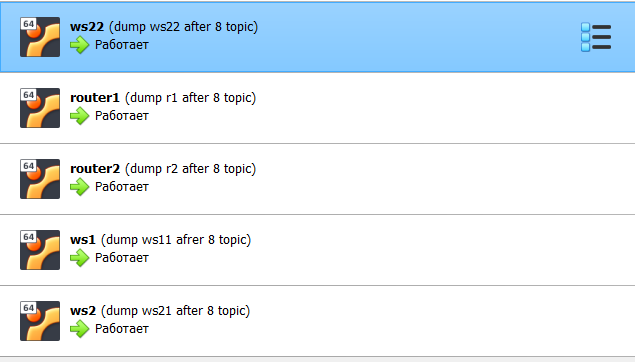 64
ws22 (dump ws22 after 8 topic)
Работает
64
router1 (dump r1 after 8 topic)
Работает
64
router2 (dump r2 after 8 topic)
Работает
64
ws1 (dump ws11 afrer 8 topic)
Работает
64
ws2 (dump ws21 after 8 topic)
Работает